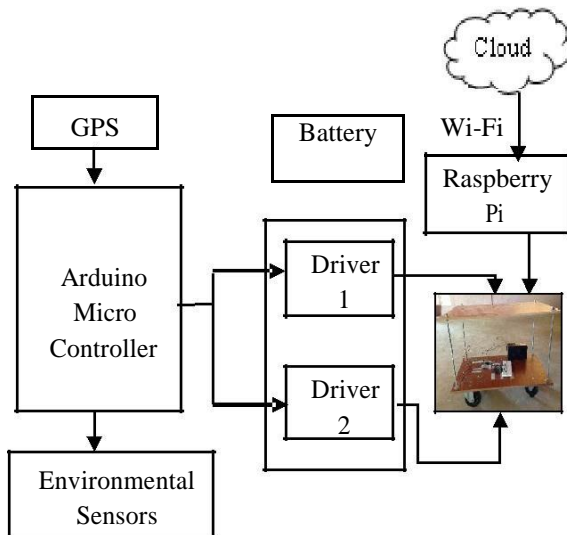 Cloud
GPS
Battery
Wi-Fi
Raspberry
Pi
Arduino
Micro
Controller
Driver
1
Driver
2
Environmental
Sensors